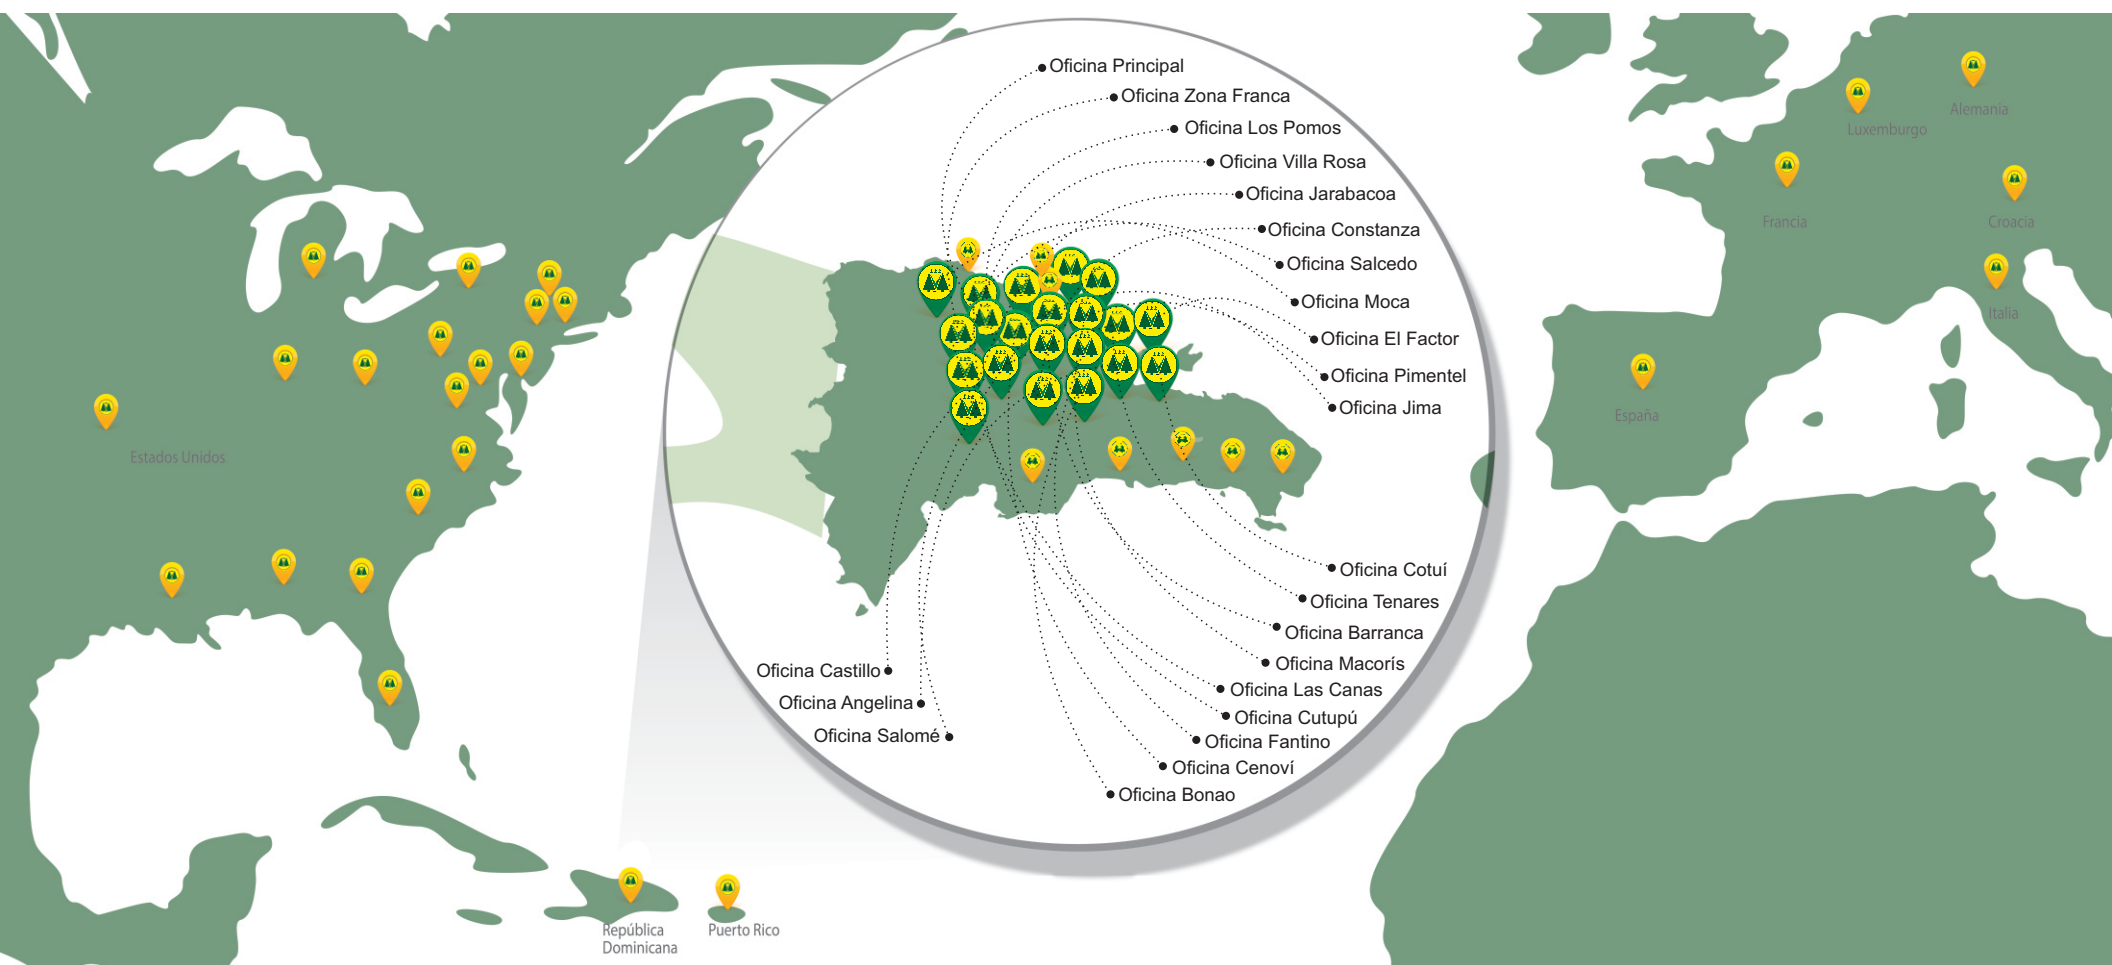 Oficina Principal
Oficina Zona Franca
Oficina Los Pomos
Oficina Villa Rosa
Oficina Jarabacoa
Oficina Constanza
Oficina Salcedo
Oficina Moca
Oficina El Factor
Oficina Pimentel
Oficina Jima
Oficina Cotuí
Oficina Tenares
Oficina Barranca
Oficina Macorís
Oficina Las Canas
Oficina Cutupú
Oficina Fantino
Oficina Cenoví
Oficina Bonao
Oficina Castillo
Oficina Angelina
Oficina Salomé
Estados Unidos
República
Dominicana
Puerto Rico
Alemania
Luxemburgo
Francia
Croacia
Italia
España